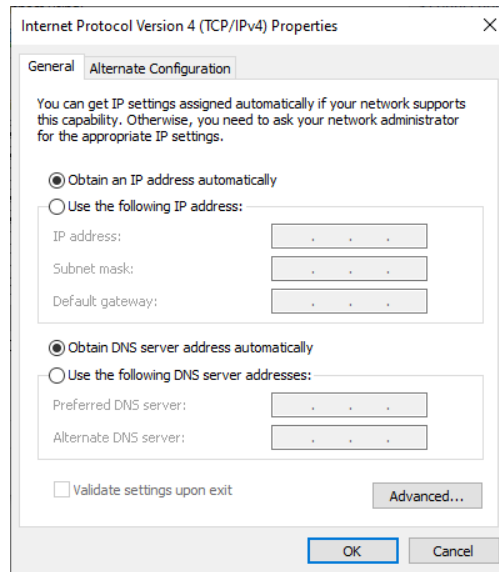 Internet Protocol Version 4 (TCP/IPv4) Properties
General
Alternate Configuration
You can get IP settings assigned automatically if your network supports
this capability. Otherwise, you need to ask your network administrator
for the appropriate IP settings.
Obtain an IP address automatically
Use the following IP address:
IP address:
Subnet mask:
Default gateway:
Obtain DNS server address automatically
Use the following DNS server addresses:
Preferred DNS server:
Alternate DNS server:
Validate settings upon exit
Advanced...
OK
Cancel